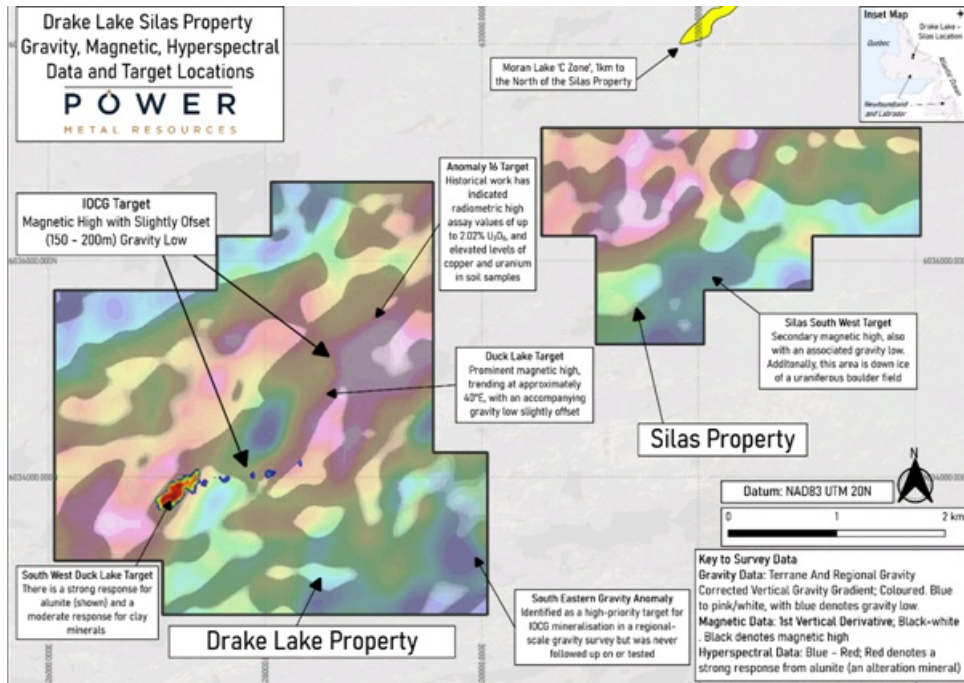 Drake Lake Silas Property
Gravity, Magnetic, Hyperspectral
Data and Target Locations
POWER
METAL RESOURCES
Moran Lake 'C Zone', 1km to
the North of the Silas Property
Inset Map
Drake Lake -
Silas Location
Quebec
Atlantic Ocean
Newfoundland
and Labrador
IOCG Target
Magnetic High with Slightly Ofset
(150 - 200m) Gravity Low
Anomaly 16 Target
Historical work has
indicated
radiometric high
assay values of up
to 2.02% U₃O₈, and
elevated levels of
copper and uranium
in soil samples
6036000.000N
6036000.000
Silas South West Target
Secondary magnetic high, also
with an associated gravity low.
Additonally, this area is down ice
of a uraniferous boulder field
Duck Lake Target
Prominent magnetic high,
trending at approximately
40°E, with an accompanying
gravity low slightly offset
Silas Property
6034000.000N
6034000.000
N
Datum: NAD83 UTM 20N
0 1 2 km
South West Duck Lake Target
There is a strong response for
alunite (shown) and a
moderate response for clay
minerals
Drake Lake Property
South Eastern Gravity Anomaly
Identified as a high-priority target for
IOCG mineralisation in a regional-
scale gravity survey but was never
followed up on or tested
Key to Survey Data
Gravity Data: Terrane And Regional Gravity
Corrected Vertical Gravity Gradient; Coloured. Blue
to pink/white, with blue denotes gravity low.
Magnetic Data: 1st Vertical Derivative; Black-white
. Black denotes magnetic high
Hyperspectral Data: Blue - Red; Red denotes a
strong response from alunite (an alteration mineral)